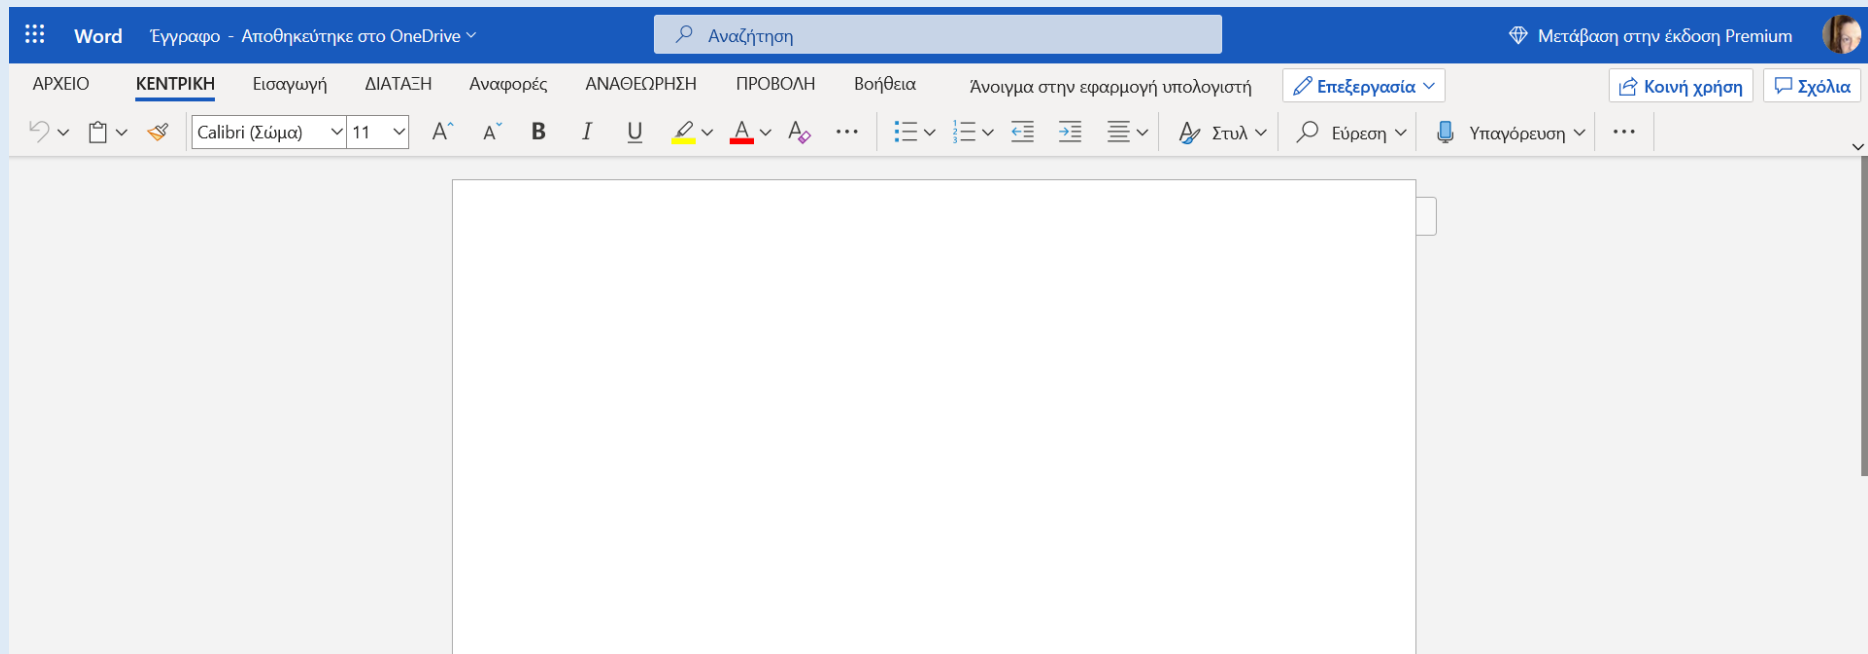 Word Έγγραφο - Αποθηκεύτηκε στο OneDrive Αναζήτηση Μετάβαση στην έκδοση Premium
ΑΡΧΕΙΟ ΚΕΝΤΡΙΚΗ Εισαγωγή ΔΙΑΤΑΞΗ Αναφορές ΑΝΑΘΕΩΡΗΣΗ ΠΡΟΒΟΛΗ Βοήθεια Άνοιγμα στην εφαρμογή υπολογιστή Επεξεργασία Κοινή χρήση Σχόλια
Calibri (Σώμα) 11 Στυλ Εύρεση Υπαγόρευση